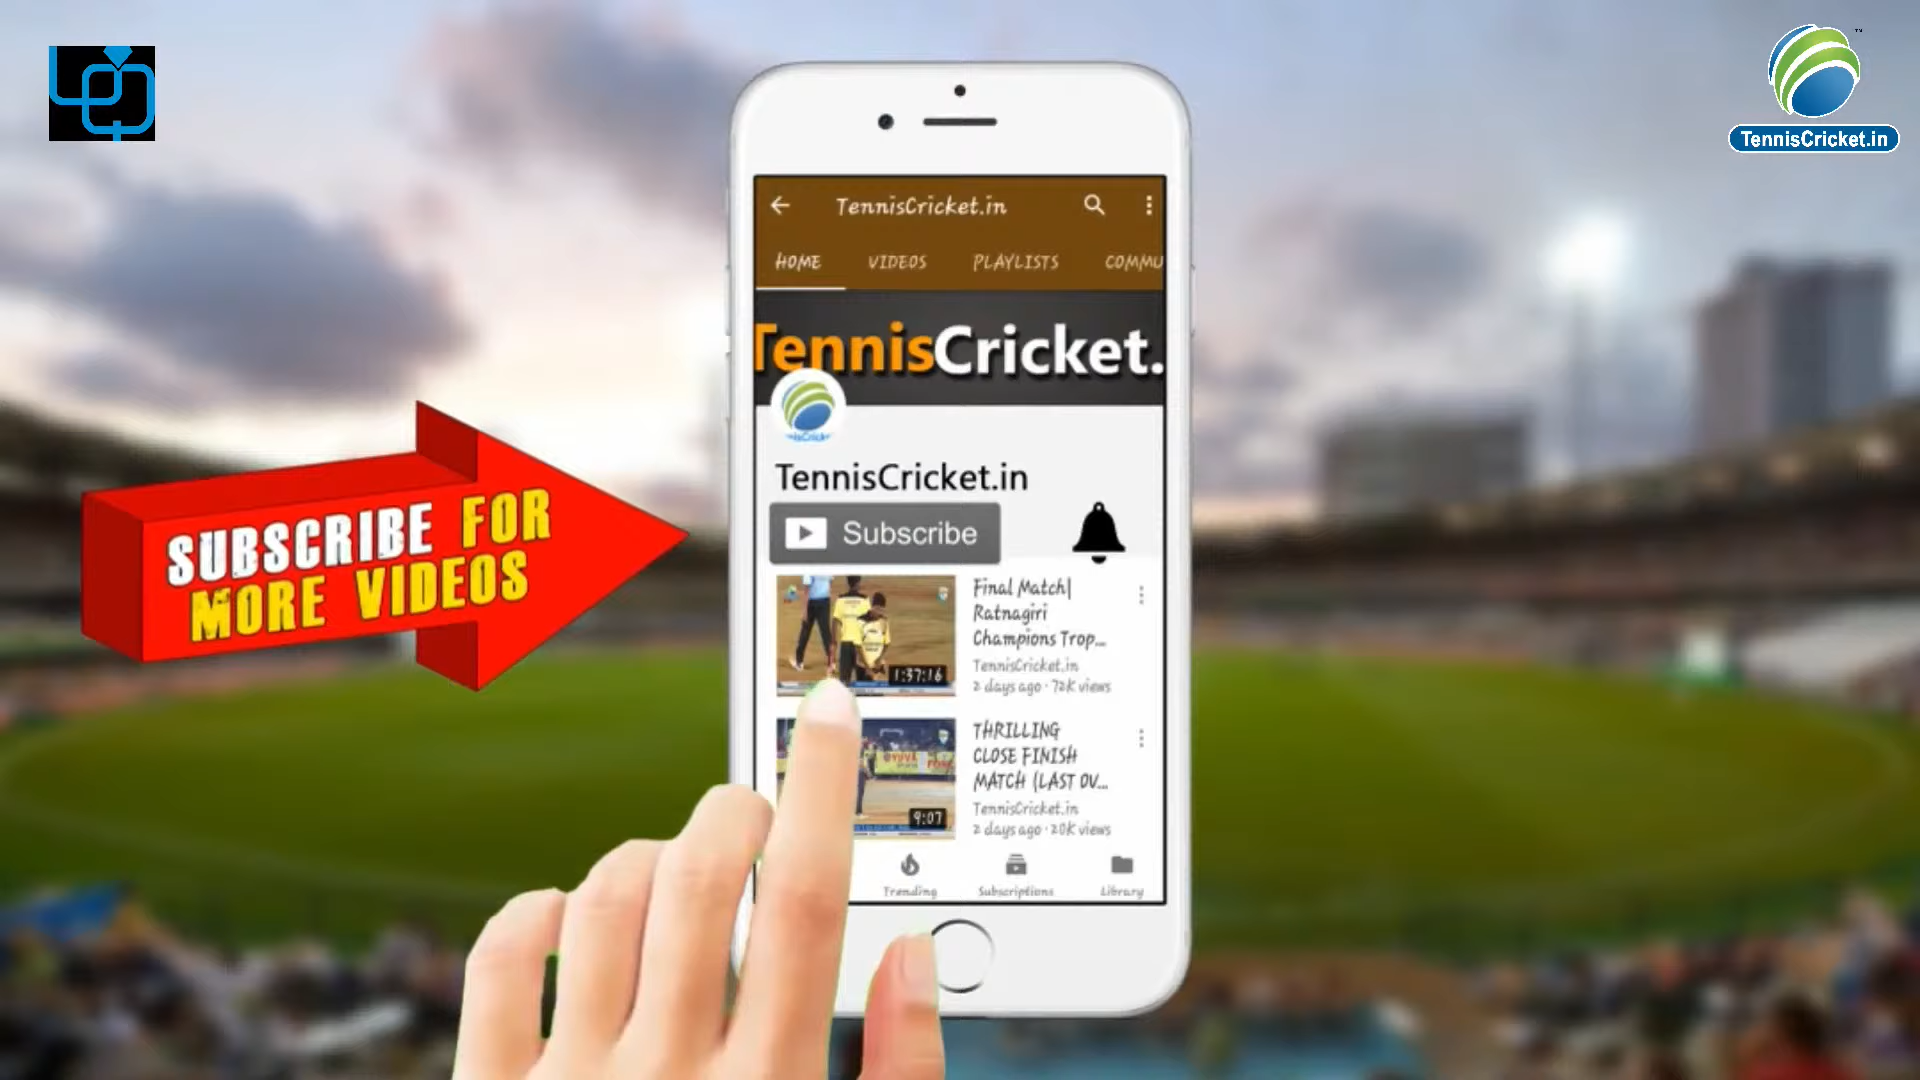 TM
TennisCricket.in
TennisCricket.in
HOME VIDEOS PLAYLISTS COMMU
TennisCricket.
TennisCricket.in
Subscribe
SUBSCRIBE FOR
MORE VIDEOS
Final Match|
Ratnagiri
Champions Trop...
TennisCricket.in
2 days ago · 72K views
1:37:16
THRILLING
CLOSE FINISH
MATCH (LAST OV...
TennisCricket.in
2 days ago · 20K views
9:07
Trending Subscriptions Library